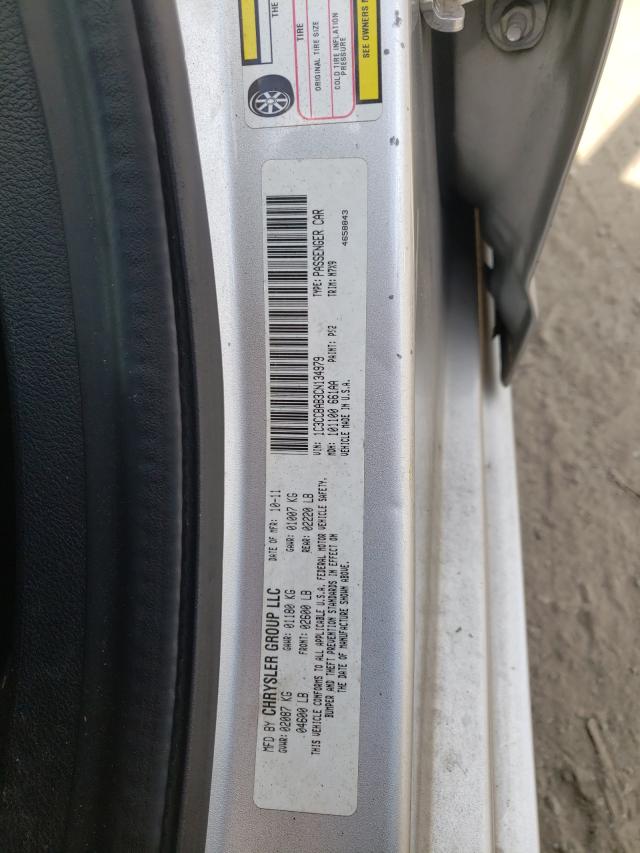 THE
TIRE
ORIGINAL TIRE SIZE
COLD TIRE INFLATION
PRESSURE
SEE OWNERS
MFD BY CHRYSLER GROUP LLC
DATE OF MFR: 10-11
GVWR: 02087 KG
GAWR: 01180 KG
GAWR: 01007 KG
04600 LB
FRONT: 02600 LB
REAR: 02220 LB
THIS VEHICLE CONFORMS TO ALL APPLICABLE U.S.A. FEDERAL MOTOR VEHICLE SAFETY,
BUMPER AND THEFT PREVENTION STANDARDS IN EFFECT ON
THE DATE OF MANUFACTURE SHOWN ABOVE.
VIN: 1C3CCBAB3CN134979
TYPE: PASSENGER CAR
MDH: 101100 661AA
PAINT: PS2
TRIM: M7X9
VEHICLE MADE IN U.S.A.
4658843